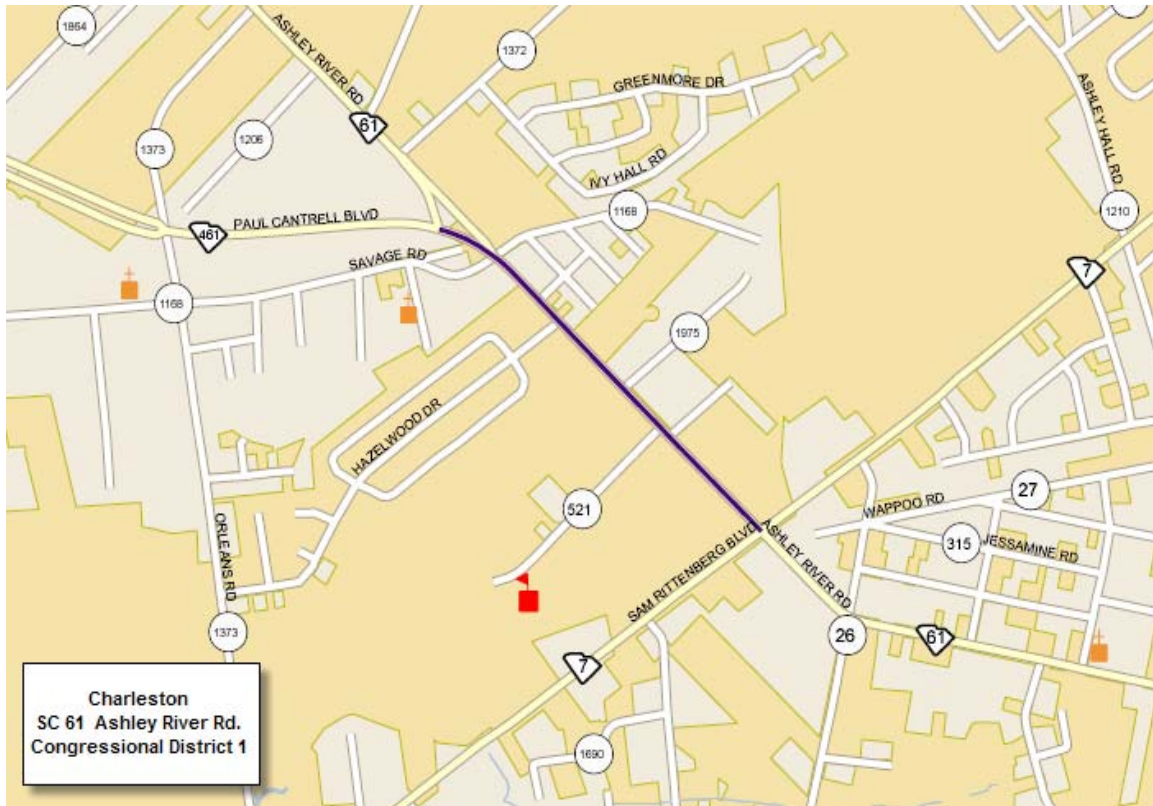 1864
ASHLEY RIVER RD
1372
61
GREENMORE DR
ASHLEY HALL RD
1373
1206
IVY HALL RD
1168
1210
PAUL CANTRELL BLVD
461
SAVAGE RD
7
1168
1975
HAZELWOOD DR
521
WAPPOO RD
27
315
JESSAMINE RD
ORLEANS RD
SAM RITTENBERG BLVD
ASHLEY RIVER RD
1373
26
61
7
1690
Charleston
SC 61 Ashley River Rd.
Congressional District 1